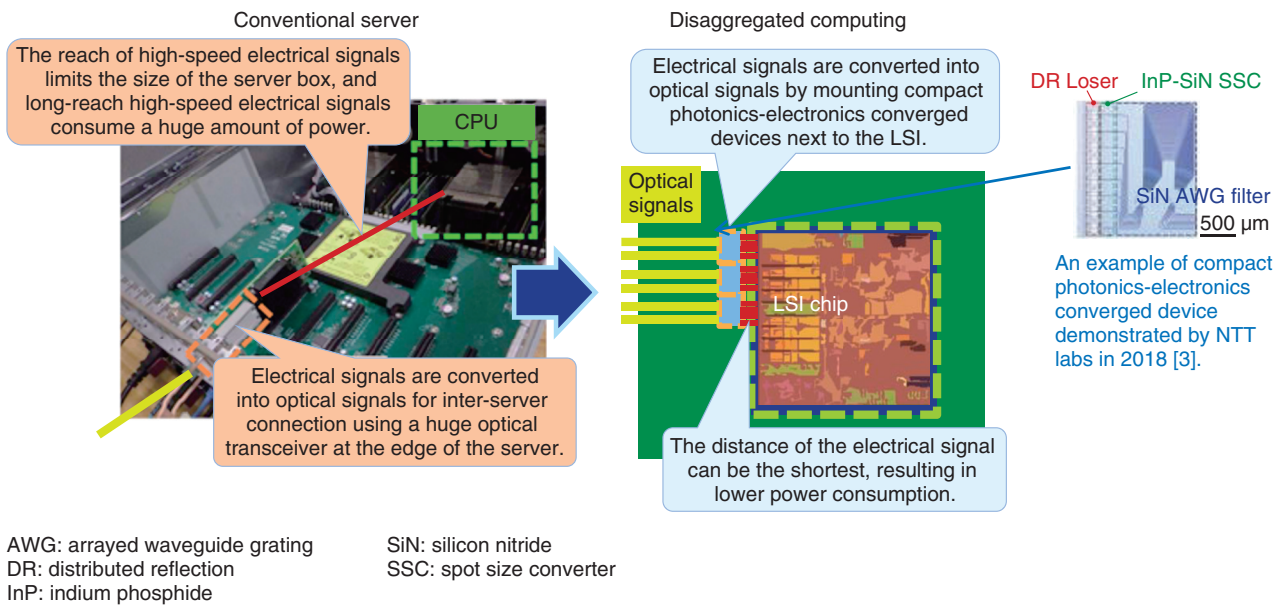 Conventional server
The reach of high-speed electrical signals
limits the size of the server box, and
long-reach high-speed electrical signals
consume a huge amount of power.
CPU
Electrical signals are converted
into optical signals for inter-server
connection using a huge optical
transceiver at the edge of the server.
Disaggregated computing
Electrical signals are converted into
optical signals by mounting compact
photonics-electronics converged
devices next to the LSI.
Optical
signals
LSI chip
The distance of the electrical signal
can be the shortest, resulting in
lower power consumption.
DR Loser
InP-SiN SSC
SiN AWG filter
500 μm
An example of compact
photonics-electronics
converged device
demonstrated by NTT
labs in 2018 [3].
AWG: arrayed waveguide grating
DR: distributed reflection
InP: indium phosphide
SiN: silicon nitride
SSC: spot size converter